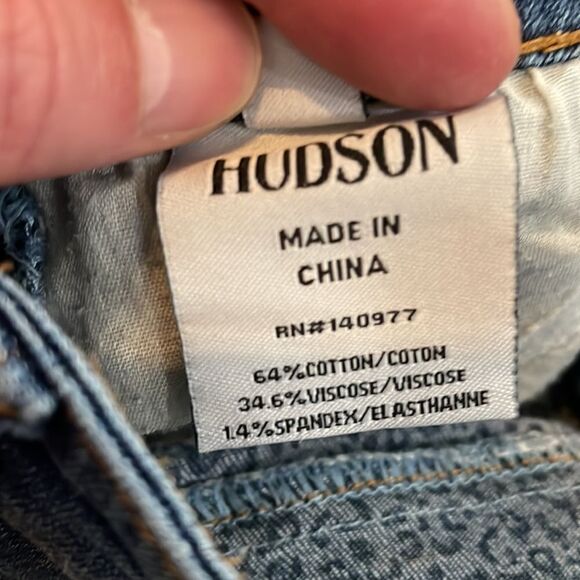 HUDSON
MADE IN
CHINA
RN#140977
64%COTTON/COTON
34.6%VISCOSE/VISCOSE
1.4%SPANDEX/ELASTHANNE